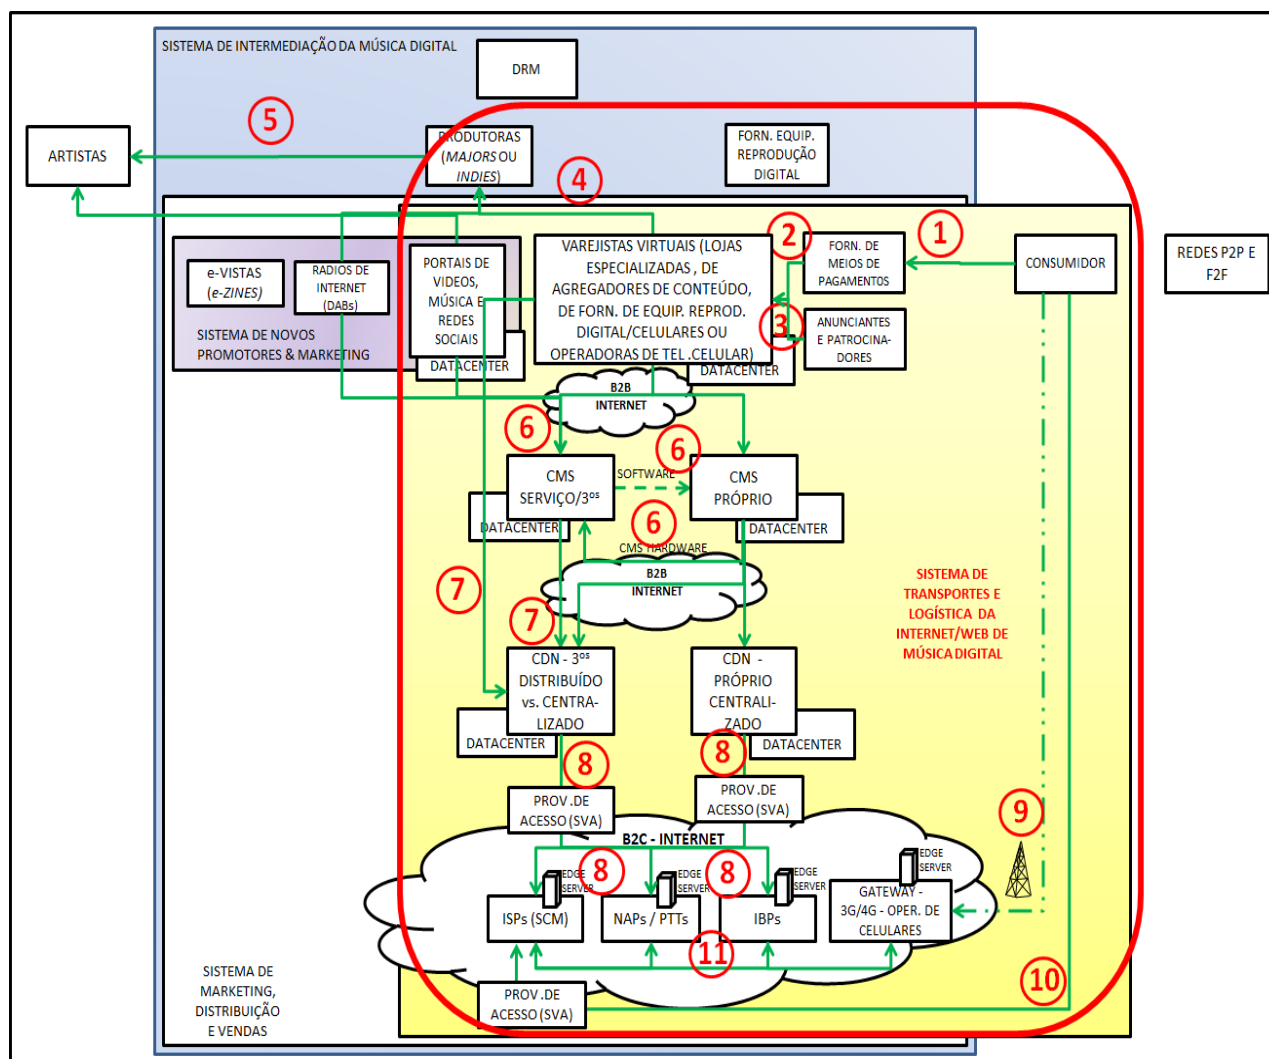 SISTEMA DE INTERMEDIAÇÃO DA MÚSICA DIGITAL
DRM
5
ARTISTAS
PRODUTORAS
(MAJORS OU
INDIES)
FORN. EQUIP.
REPRODUÇÃO
DIGITAL
4
e-VISTAS
(e-ZINES)
RADIOS DE
INTERNET
(DABs)
PORTAIS DE
VIDEOS,
MÚSICA E
REDES
SOCIAIS
DATACENTER
SISTEMA DE NOVOS
PROMOTORES & MARKETING
VAREJISTAS VIRTUAIS (LOJAS
ESPECIALIZADAS , DE
AGREGADORES DE CONTEÚDO,
DE FORN. DE EQUIP. REPROD.
DIGITAL/CELULARES OU
OPERADORAS DE TEL .CELULAR)
DATACENTER
2
FORN. DE
MEIOS DE
PAGAMENTOS
1
CONSUMIDOR
REDES P2P E
F2F
3
ANUNCIANTES
E PATROCINA-
DORES
B2B
INTERNET
6
6
CMS
SERVIÇO/3ºs
DATACENTER
SOFTWARE
CMS
PRÓPRIO
DATACENTER
6
CMS HARDWARE
B2B
INTERNET
7
7
SISTEMA DE
TRANSPORTES E
LOGÍSTICA DA
INTERNET/WEB DE
MÚSICA DIGITAL
CDN - 3ºs
DISTRIBUÍDO
vs. CENTRA-
LIZADO
DATACENTER
CDN -
PRÓPRIO
CENTRALI-
ZADO
DATACENTER
8
8
PROV .DE
ACESSO (SVA)
PROV .DE
ACESSO (SVA)
9
B2C - INTERNET
8
8
EDGE
SERVER
EDGE
SERVER
EDGE
SERVER
EDGE
SERVER
ISPs (SCM)
NAPs / PTTs
IBPs
GATEWAY -
3G/4G - OPER. DE
CELULARES
11
10
PROV .DE
ACESSO (SVA)
SISTEMA DE
MARKETING,
DISTRIBUIÇÃO
E VENDAS